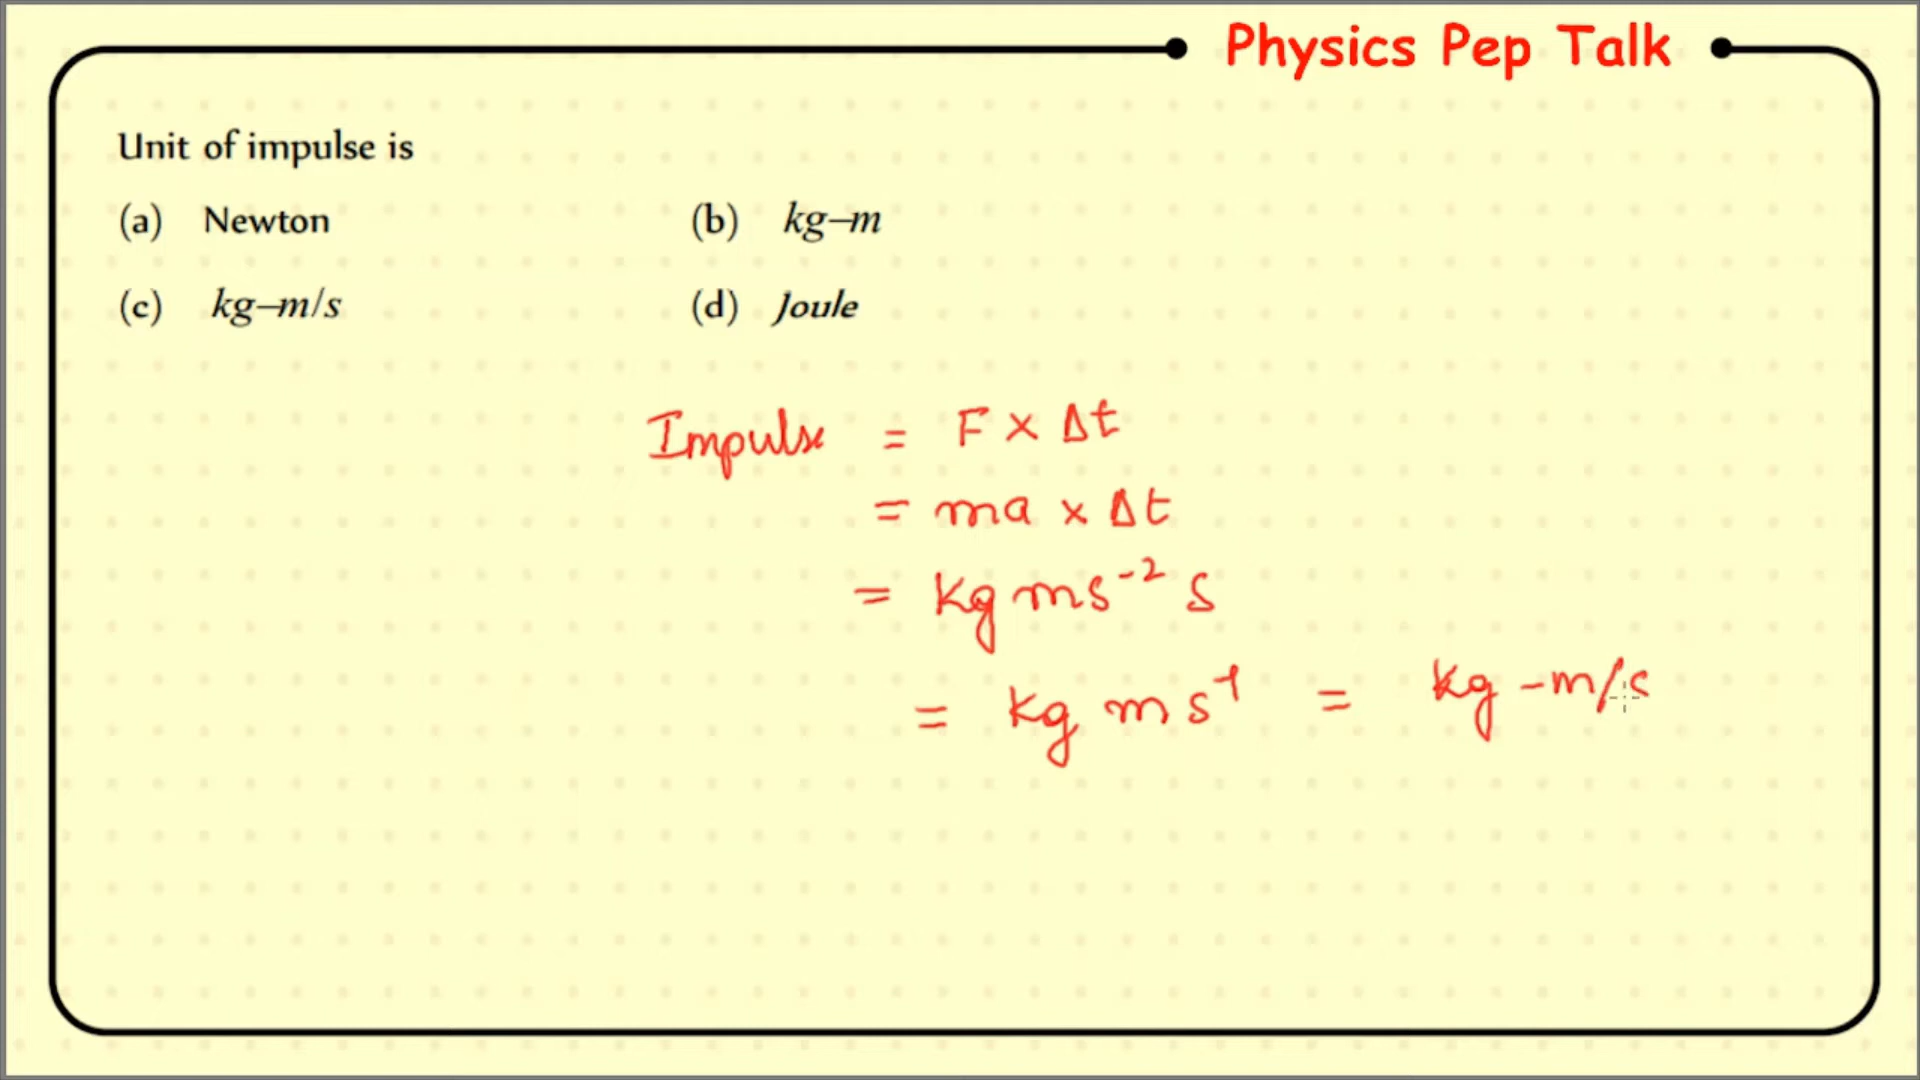 Physics Pep Talk
Unit of impulse is
(a) Newton (b) kg–m
(c) kg–m/s (d) Joule
Impulse = F × Δt
= ma × Δt
= kg ms⁻² s
= kg m s⁻¹ = kg -m/s